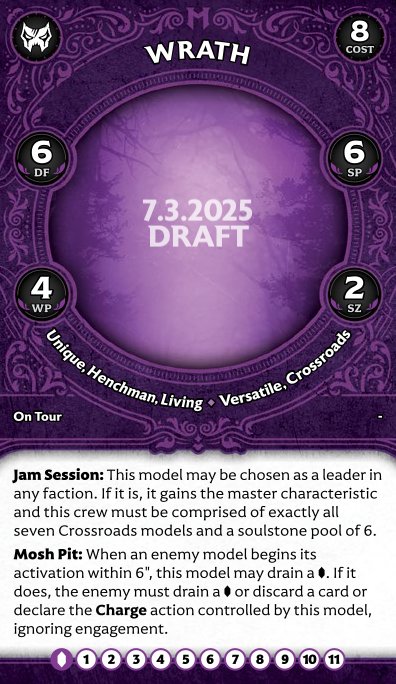 WRATH
8
COST
6
DF
6
SP
7.3.2025
DRAFT
4
WP
2
SZ
Unique, Henchman, Living ◆ Versatile, Crossroads
On Tour -
Jam Session: This model may be chosen as a leader in
any faction. If it is, it gains the master characteristic
and this crew must be comprised of exactly all
seven Crossroads models and a soulstone pool of 6.
Mosh Pit: When an enemy model begins its
activation within 6", this model may drain a ⬮. If it
does, the enemy must drain a ⬮ or discard a card or
declare the Charge action controlled by this model,
ignoring engagement.
1 2 3 4 5 6 7 8 9 10 11